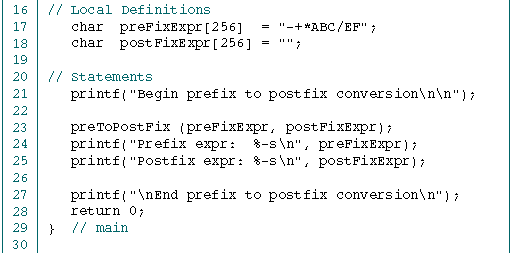 16 // Local Definitions
17 char preFixExpr[256] = "-+*ABC/EF";
18 char postFixExpr[256] = "";
19
20 // Statements
21 printf("Begin prefix to postfix conversion\n\n");
22
23 preToPostFix (preFixExpr, postFixExpr);
24 printf("Prefix expr:  %-s\n", preFixExpr);
25 printf("Postfix expr: %-s\n", postFixExpr);
26
27 printf("\nEnd prefix to postfix conversion\n");
28 return 0;
29 } // main
30